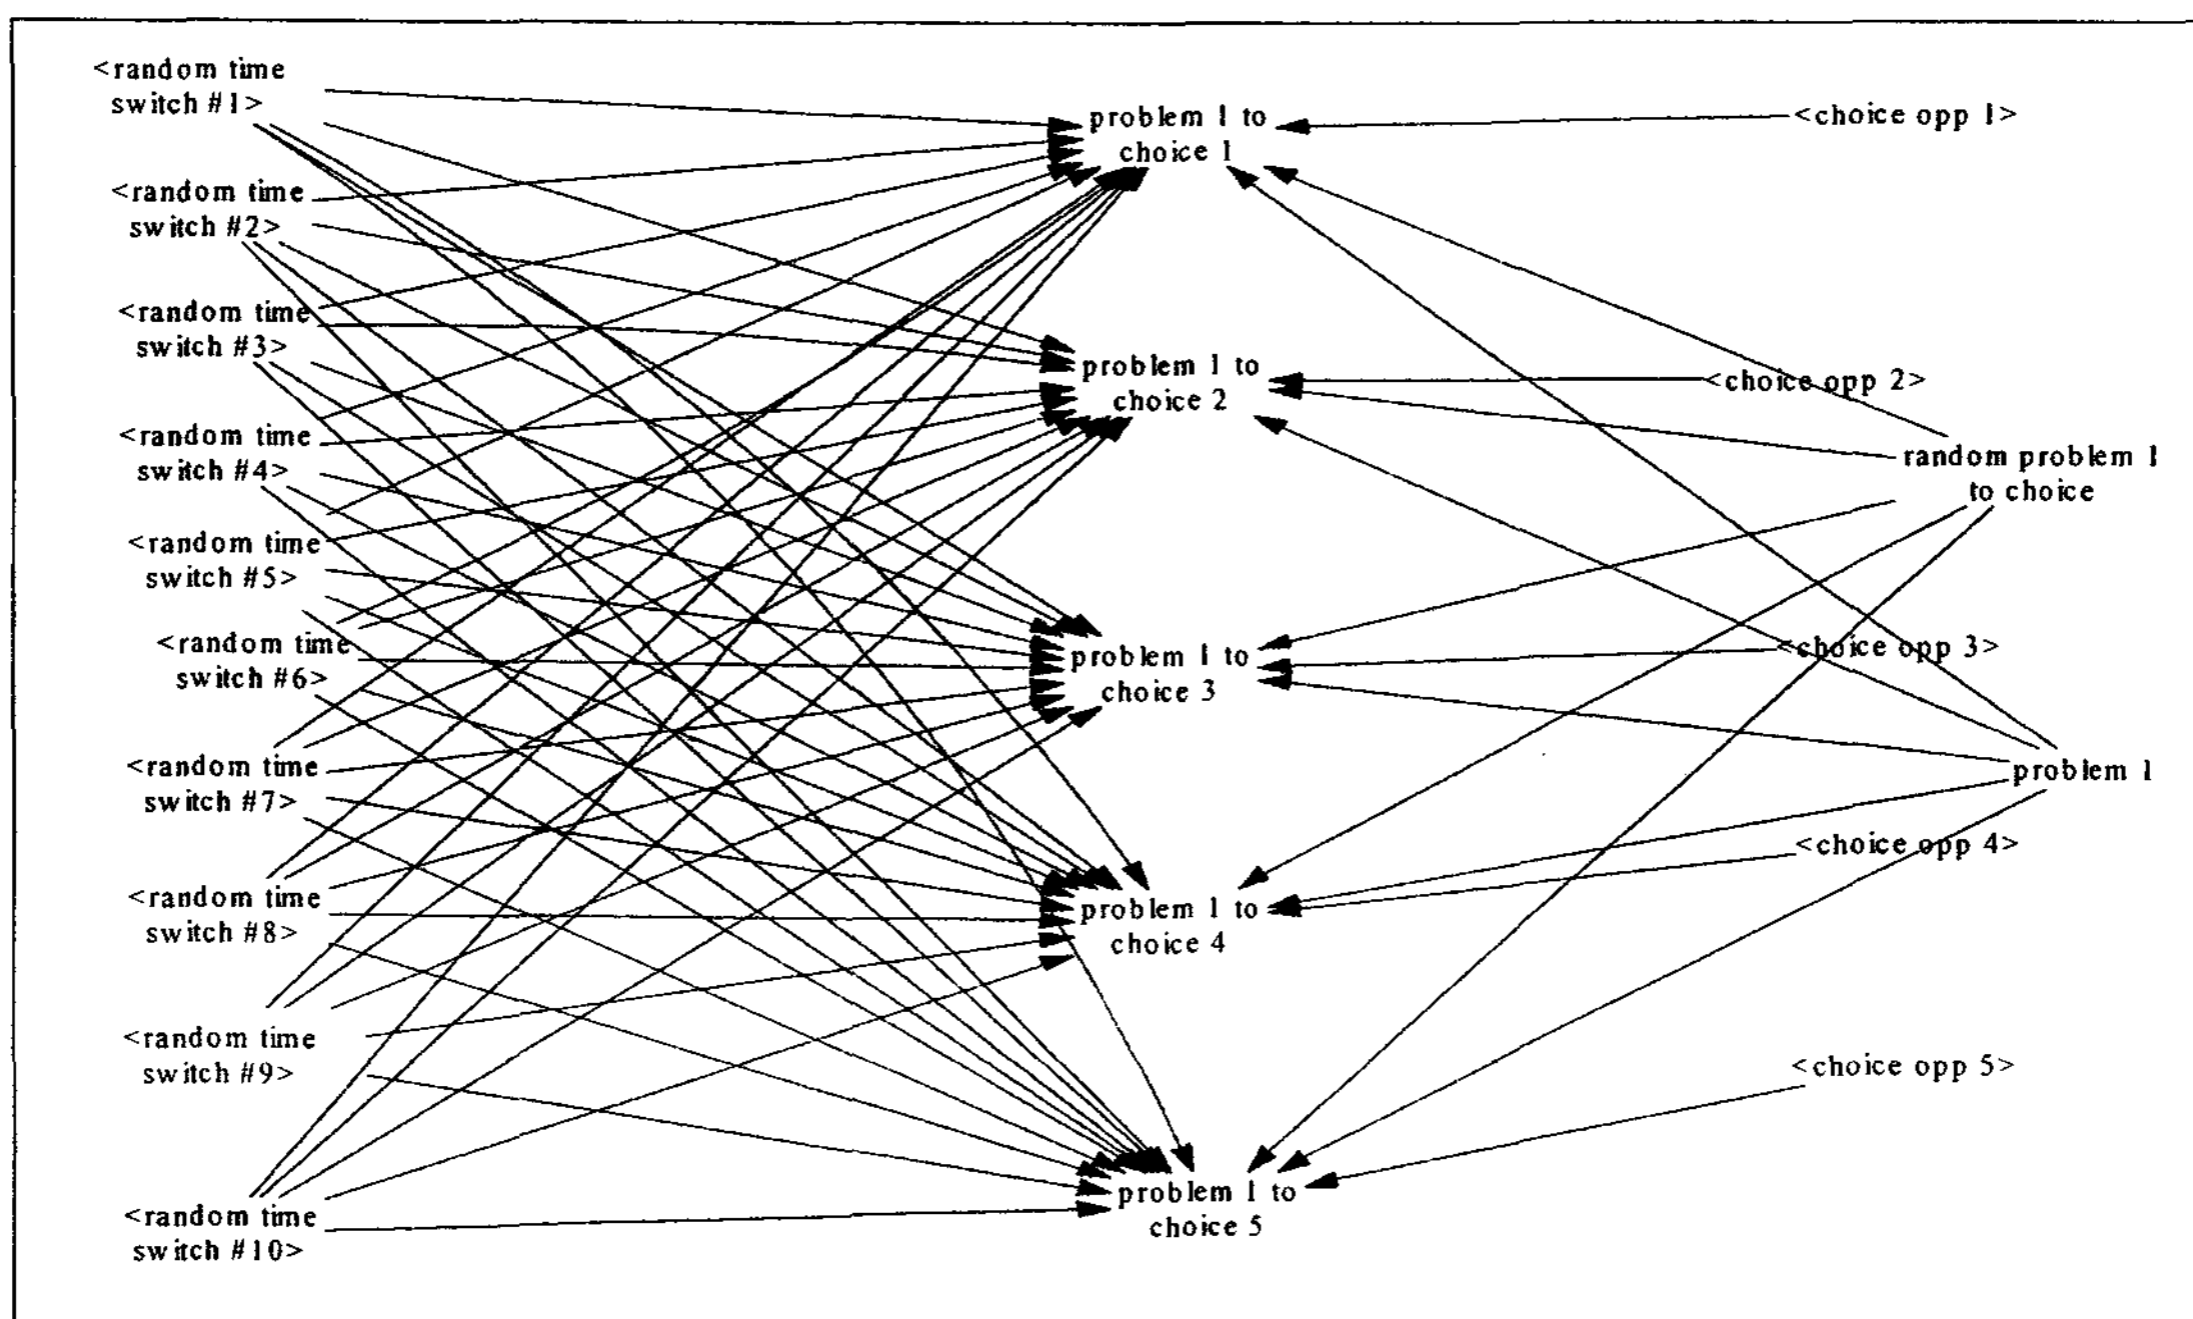 <random time
switch #1>
<random time
switch #2>
<random time
switch #3>
<random time
switch #4>
<random time
switch #5>
<random time
switch #6>
<random time
switch #7>
<random time
switch #8>
<random time
switch #9>
<random time
switch #10>
problem 1 to
choice 1
problem 1 to
choice 2
problem 1 to
choice 3
problem 1 to
choice 4
problem 1 to
choice 5
<choice opp 1>
<choice opp 2>
random problem 1
to choice
<choice opp 3>
problem 1
<choice opp 4>
<choice opp 5>